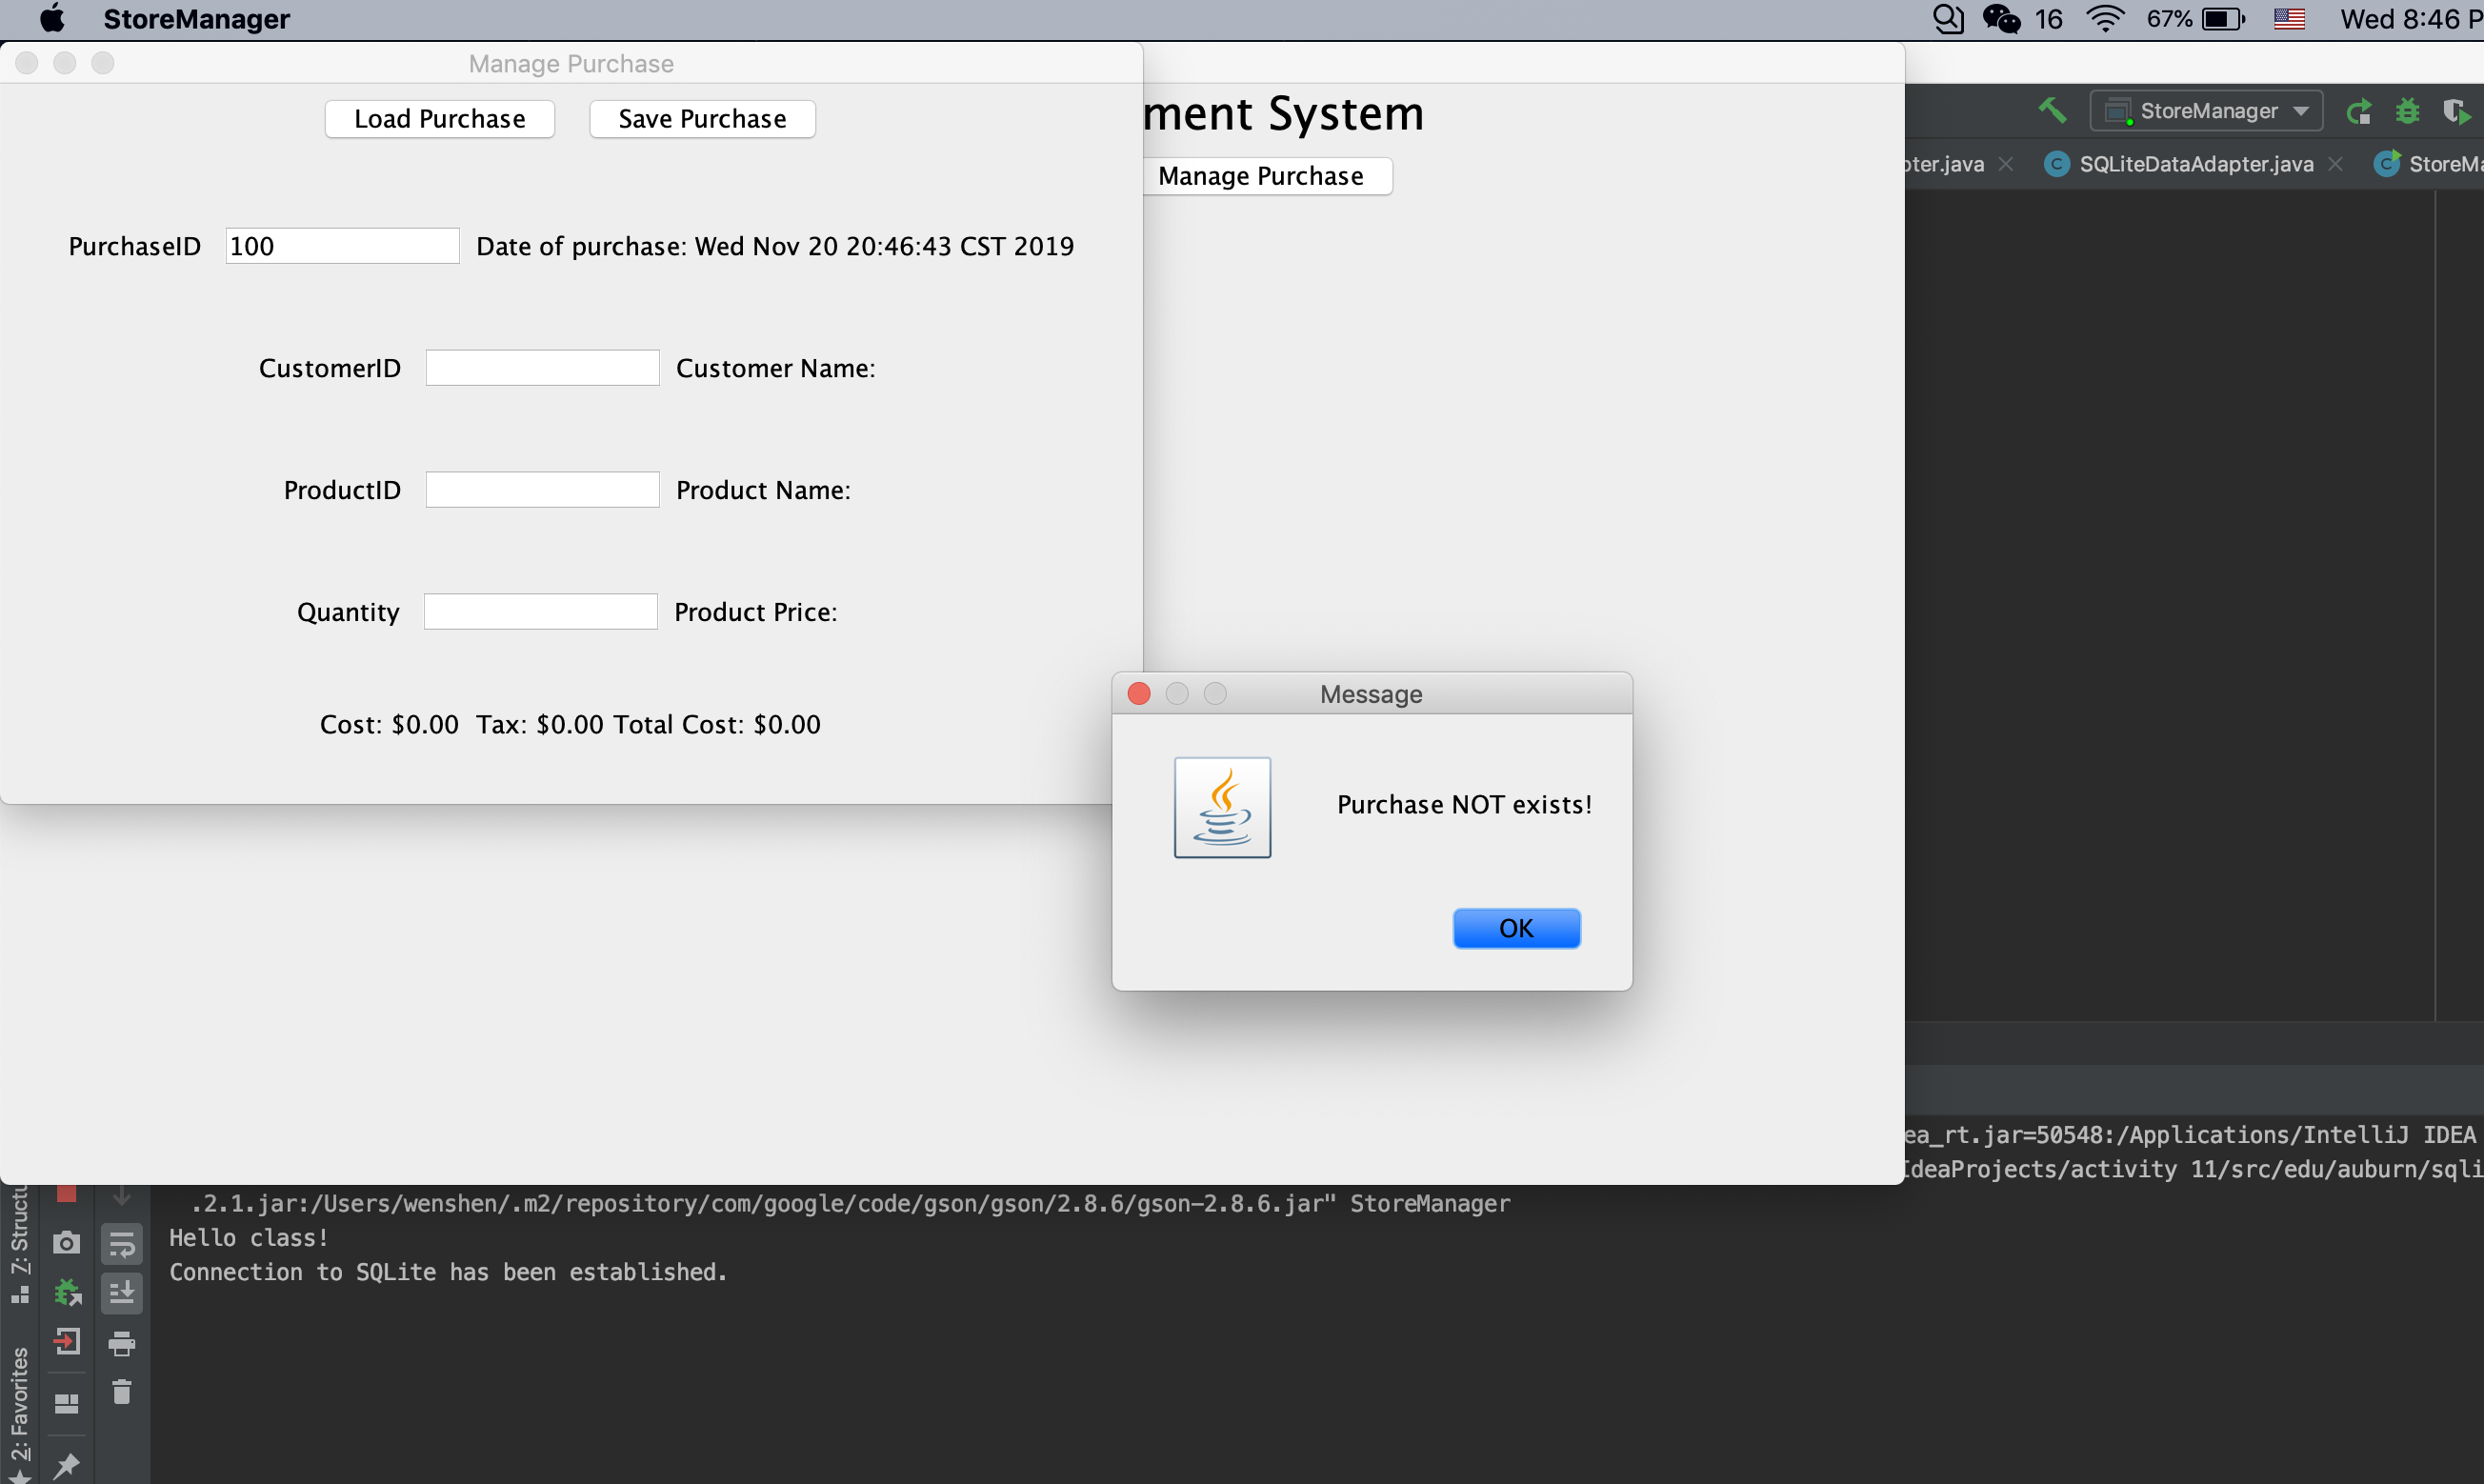 StoreManager
16 67% Wed 8:46 P
Manage Purchase
Load Purchase Save Purchase
ment System
Manage Purchase
StoreManager
pter.java SQLiteDataAdapter.java StoreMa
PurchaseID 100 Date of purchase: Wed Nov 20 20:46:43 CST 2019
CustomerID Customer Name:
ProductID Product Name:
Quantity Product Price:
Cost: $0.00 Tax: $0.00 Total Cost: $0.00
Message
Purchase NOT exists!
OK
ea_rt.jar=50548:/Applications/IntelliJ IDEA
IdeaProjects/activity 11/src/edu/auburn/sqli
.2.1.jar:/Users/wenshen/.m2/repository/com/google/code/gson/gson/2.8.6/gson-2.8.6.jar" StoreManager
Hello class!
Connection to SQLite has been established.
7: Structu
2: Favorites